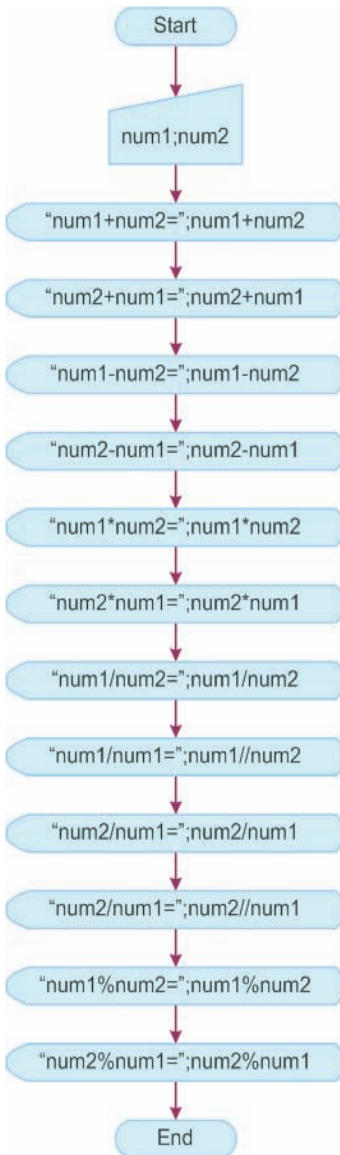 Start
num1;num2
“num1+num2=”;num1+num2
“num2+num1=”;num2+num1
“num1-num2=”;num1-num2
“num2-num1=”;num2-num1
“num1*num2=”;num1*num2
“num2*num1=”;num2*num1
“num1/num2=”;num1/num2
“num1/num1=”;num1//num2
“num2/num1=”;num2/num1
“num2/num1=”;num2//num1
“num1%num2=”;num1%num2
“num2%num1=”;num2%num1
End